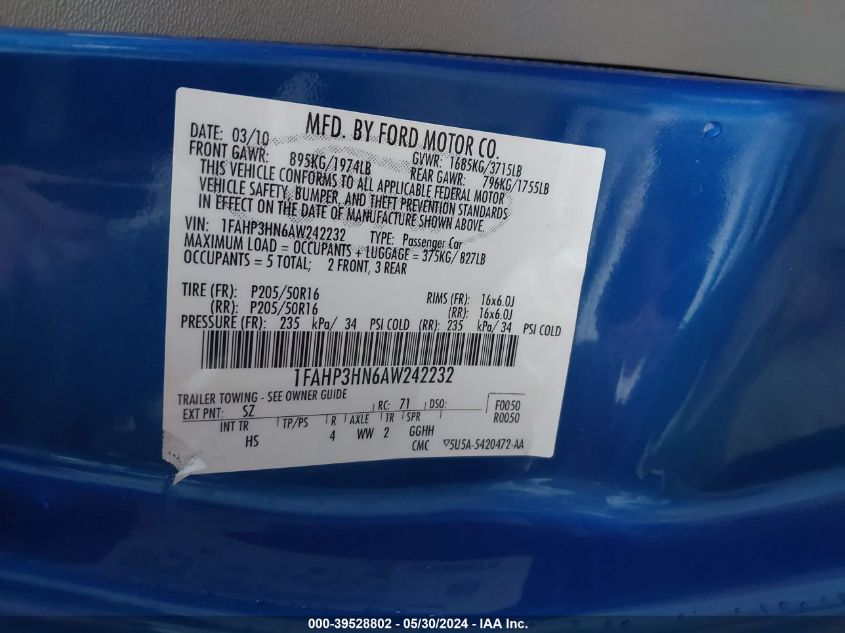 MFD. BY FORD MOTOR CO.
DATE: 03/10 GVWR: 1685KG/3715LB
FRONT GAWR: 895KG/1974LB REAR GAWR: 796KG/1755LB
THIS VEHICLE CONFORMS TO ALL APPLICABLE FEDERAL MOTOR
VEHICLE SAFETY, BUMPER, AND THEFT PREVENTION STANDARDS
IN EFFECT ON THE DATE OF MANUFACTURE SHOWN ABOVE.
VIN: 1FAHP3HN6AW242232 TYPE: Passenger Car
MAXIMUM LOAD = OCCUPANTS + LUGGAGE = 375KG/ 827LB
OCCUPANTS = 5 TOTAL; 2 FRONT, 3 REAR
TIRE (FR): P205/50R16 RIMS (FR): 16x6.0J
(RR): P205/50R16 (RR): 16x6.0J
PRESSURE (FR): 235 kPa/ 34 PSI COLD (RR): 235 kPa/ 34 PSI COLD
1FAHP3HN6AW242232
TRAILER TOWING - SEE OWNER GUIDE
EXT PNT: SZ RC: 71 DSO: F0050
R0050
INT TR TP/PS R AXLE TR SPR
HS 4 WW 2 GGHH
CMC ▽5U5A-5420472-AA
000-39528802 - 05/30/2024 - IAA Inc.